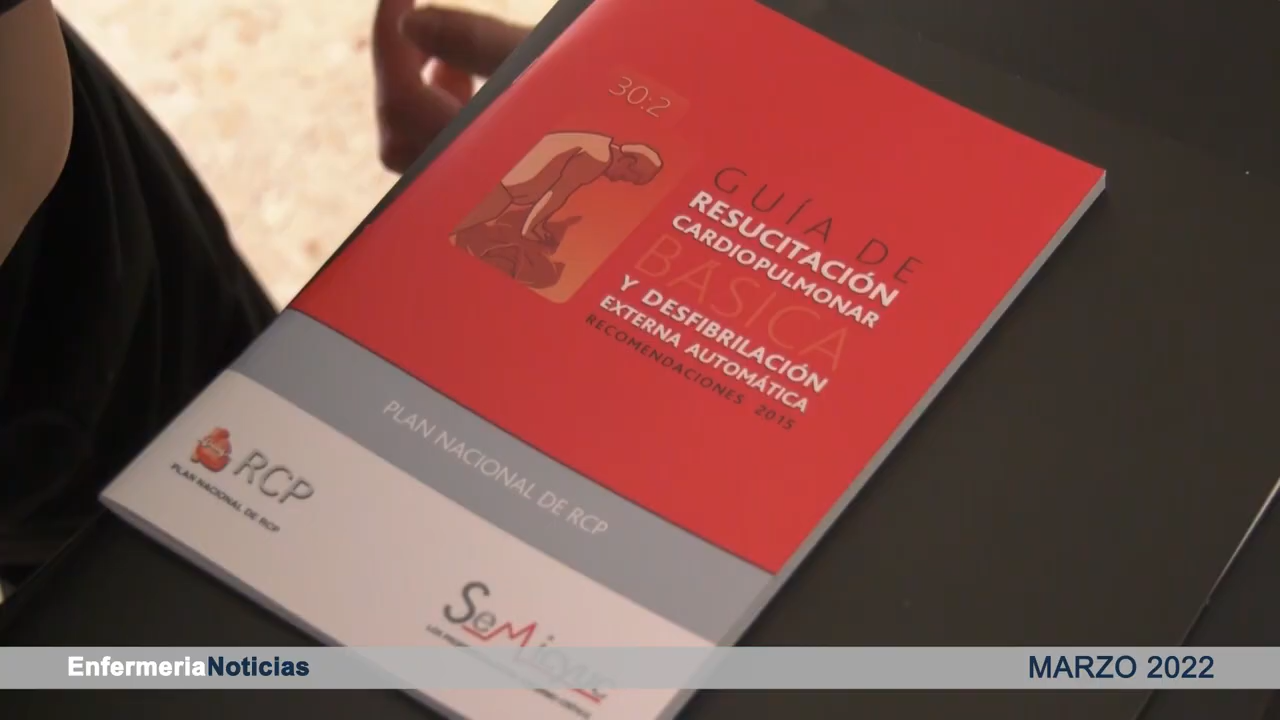 30:2
GUÍA DE
RESUCITACIÓN
CARDIOPULMONAR
BÁSICA
Y DESFIBRILACIÓN
EXTERNA AUTOMÁTICA
RECOMENDACIONES 2015
PLAN NACIONAL DE RCP
RCP
PLAN NACIONAL DE RCP
SeMicyuc
EnfermeriaNoticias
MARZO 2022